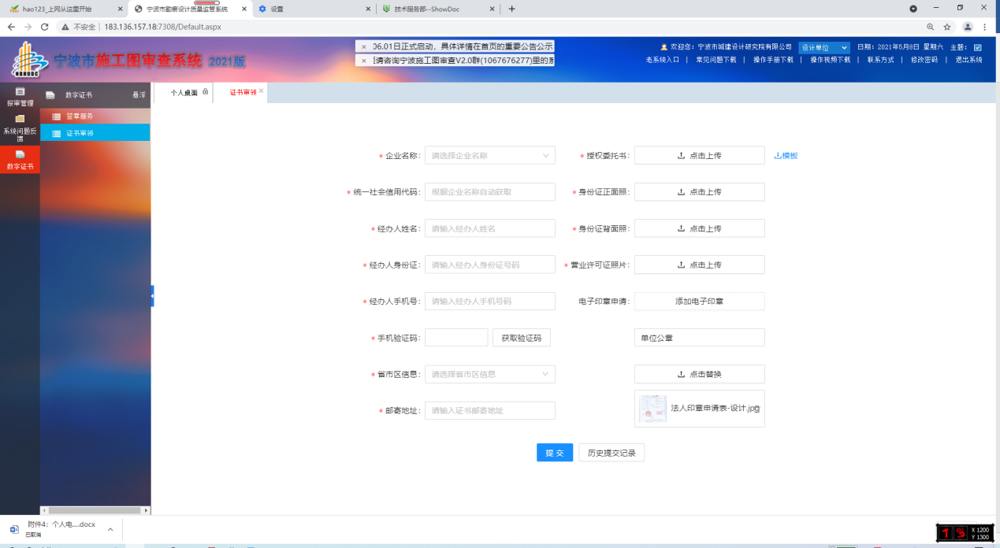 hao123_上网从这里开始
宁波市勘察设计质量监管系统
设置
技术服务部--ShowDoc
不安全 | 183.136.157.18:7308/Default.aspx
宁波市施工图审查系统 2021版
NBHUDC
06.01日正式启动，具体详情在首页的重要公告公示
请咨询宁波施工图审查V2.0群(1067676277)里的系
欢迎您：宁波市城建设计研究院有限公司 设计单位 日期：2021年5月8日 星期六 主题：
老系统入口 | 常见问题下载 | 操作手册下载 | 操作视频下载 | 联系方式 | 修改密码 | 退出系统
报审管理
系统问题反馈
数字证书
数字证书 悬浮
签章服务
证书审领
个人桌面
证书审领
* 企业名称： 请选择企业名称
* 授权委托书： 点击上传 模板
* 统一社会信用代码： 根据企业名称自动获取
* 身份证正面照： 点击上传
* 经办人姓名： 请输入经办人姓名
* 身份证背面照： 点击上传
* 经办人身份证： 请输入经办人身份证号码
* 营业许可证照片： 点击上传
* 经办人手机号： 请输入经办人手机号码
电子印章申请： 添加电子印章
* 手机验证码： 获取验证码
单位公章
* 省市区信息： 请选择省市区信息
点击替换
* 邮寄地址： 请输入证书邮寄地址
法人印章申请表-设计.jpg
提交 历史提交记录
附件4：个人电....docx
已取消
X 1200
Y 1300